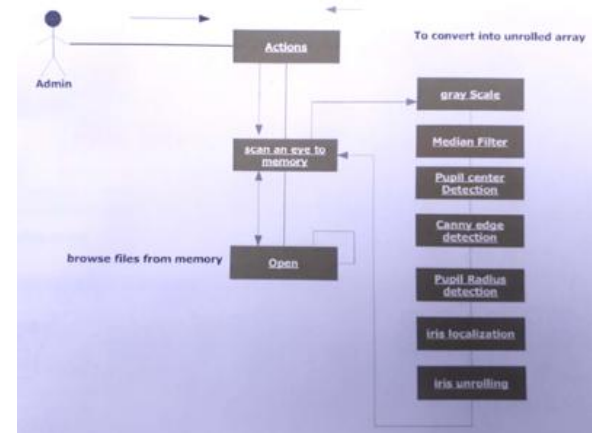 Actions
To convert into unrolled array
Admin
gray Scale
Median Filter
scan an eye to
memory
Pupil center
Detection
Canny edge
detection
browse files from memory
Open
Pupil Radius
detection
iris localization
iris unrolling